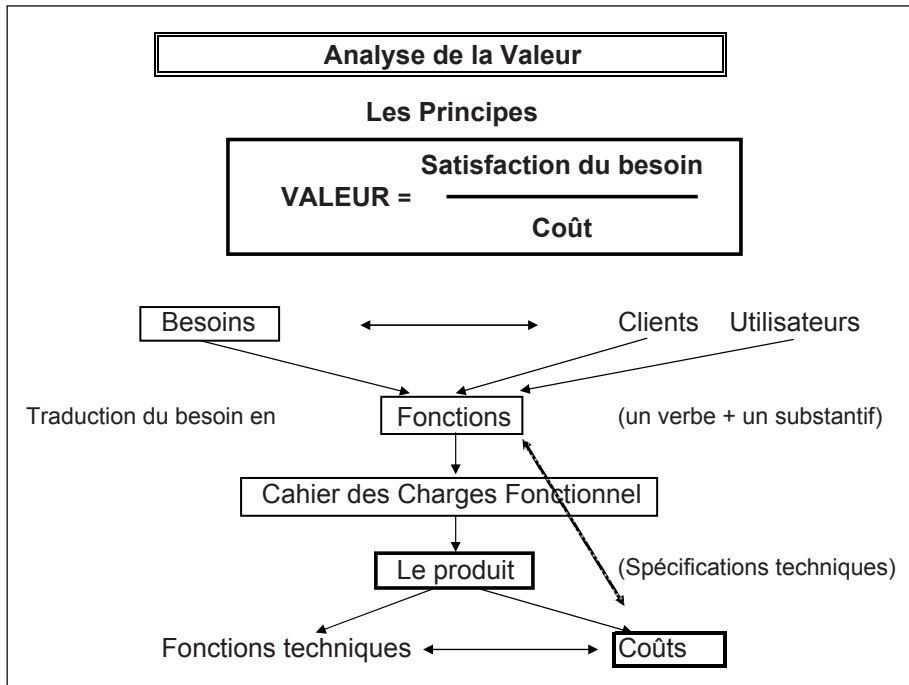 Analyse de la Valeur
Les Principes
Satisfaction du besoin
VALEUR =
Coût
Besoins Clients Utilisateurs
Traduction du besoin en Fonctions (un verbe + un substantif)
Cahier des Charges Fonctionnel
Le produit (Spécifications techniques)
Fonctions techniques Coûts